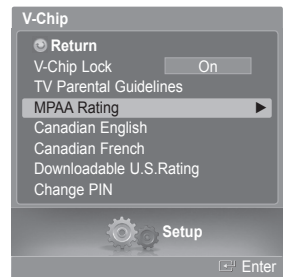 V-Chip
Return
V-Chip Lock On
TV Parental Guidelines
MPAA Rating
Canadian English
Canadian French
Downloadable U.S.Rating
Change PIN
Setup
Enter